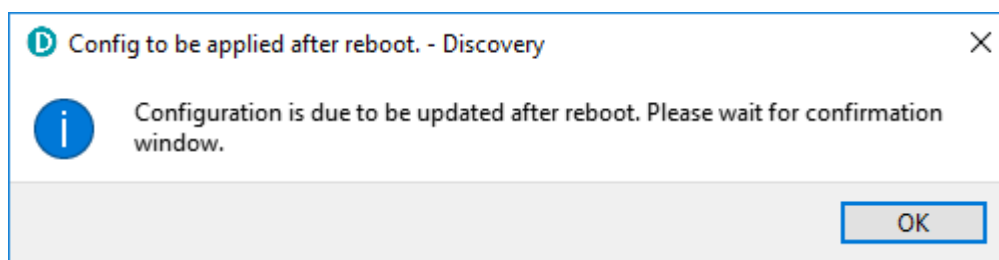 D Config to be applied after reboot. - Discovery
i Configuration is due to be updated after reboot. Please wait for confirmation
window.
OK